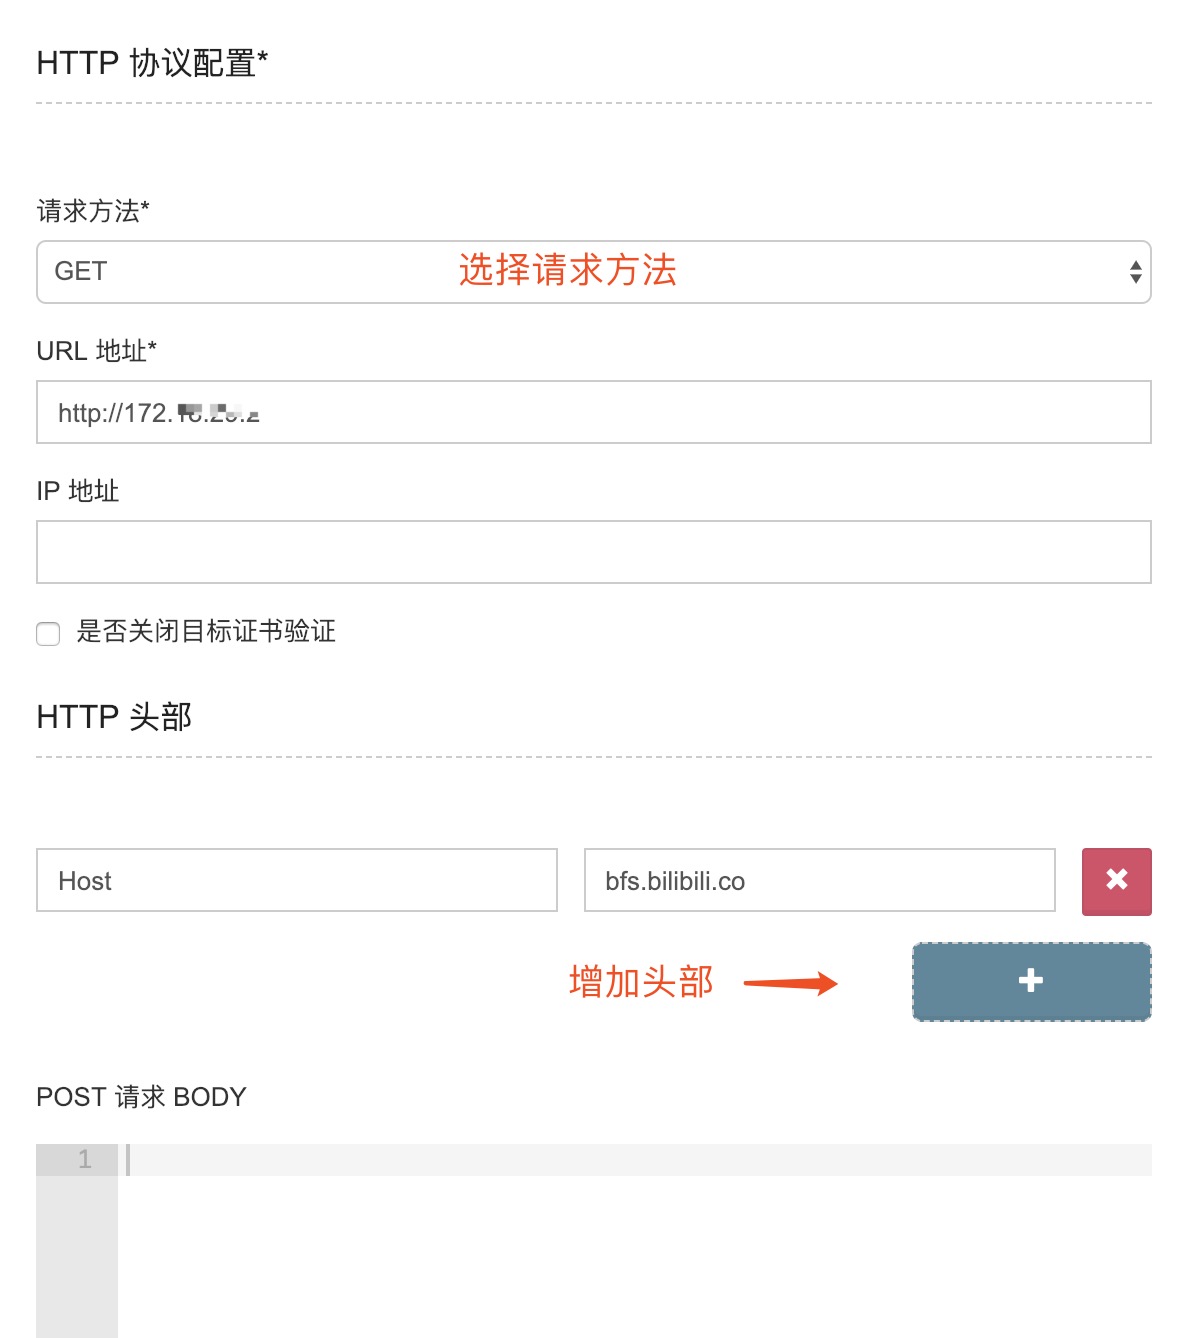 HTTP 协议配置*
请求方法*
GET
选择请求方法
URL 地址*
http://172.
IP 地址
是否关闭目标证书验证
HTTP 头部
Host
bfs.bilibili.co
增加头部
POST 请求 BODY
1